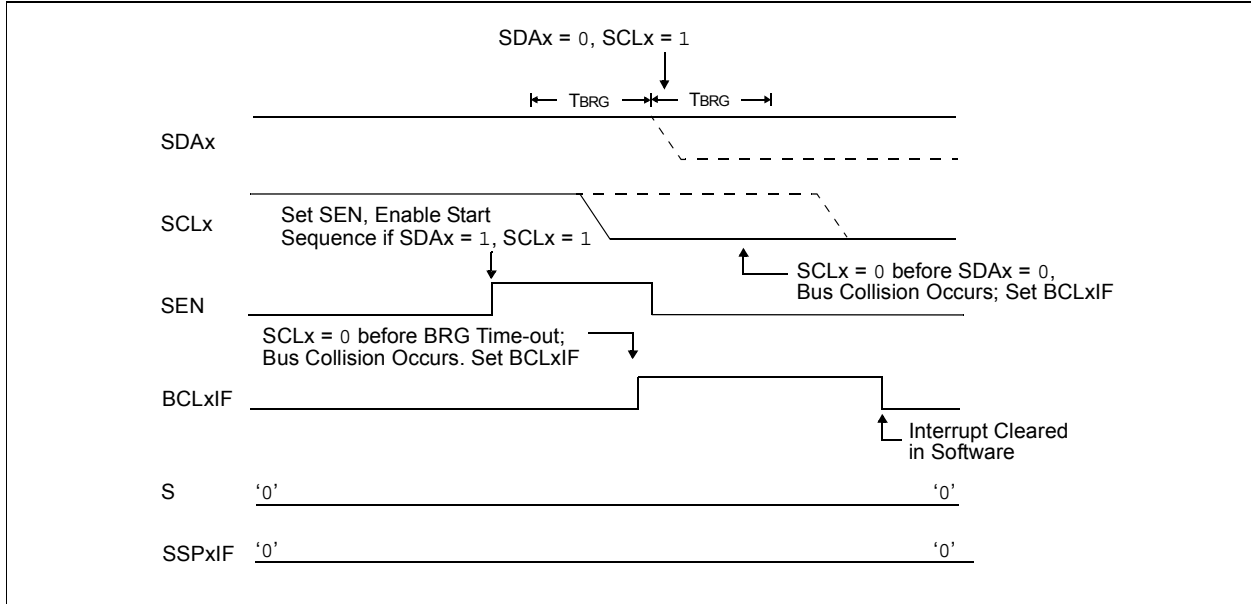 SDAx = 0, SCLx = 1
TBRG TBRG
SDAx
SCLx
Set SEN, Enable Start
Sequence if SDAx = 1, SCLx = 1
SCLx = 0 before SDAx = 0,
Bus Collision Occurs; Set BCLxIF
SEN
SCLx = 0 before BRG Time-out;
Bus Collision Occurs. Set BCLxIF
BCLxIF
Interrupt Cleared
in Software
S ‘0’ ‘0’
SSPxIF ‘0’ ‘0’